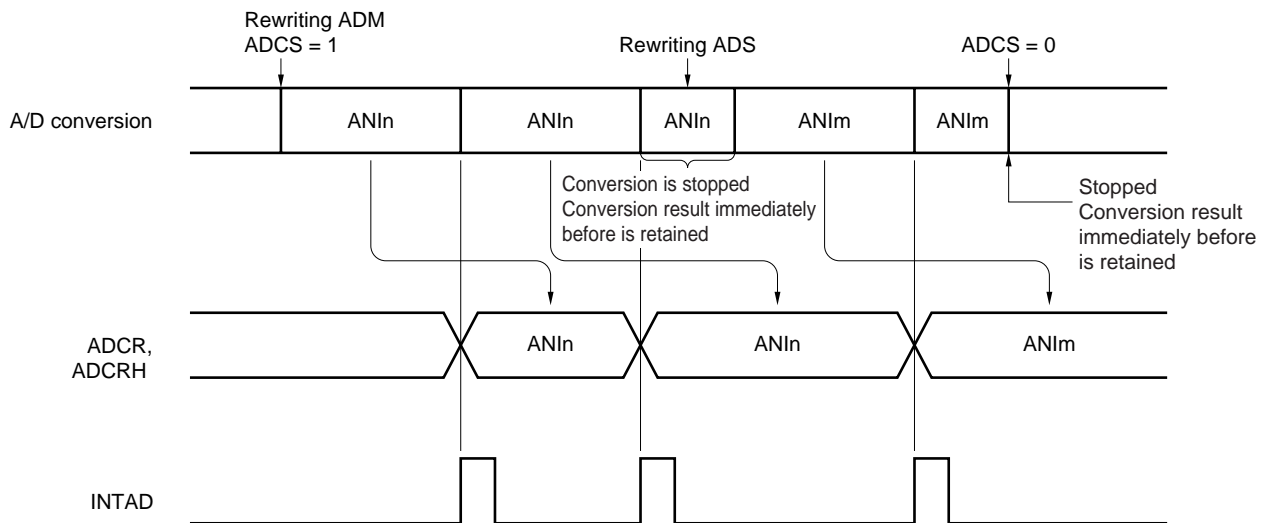 Rewriting ADM
ADCS = 1
Rewriting ADS
ADCS = 0
A/D conversion
ANIn
ANIn
ANIn
ANIm
ANIm
Conversion is stopped
Conversion result immediately
before is retained
Stopped
Conversion result
immediately before
is retained
ADCR,
ADCRH
ANIn
ANIn
ANIm
INTAD